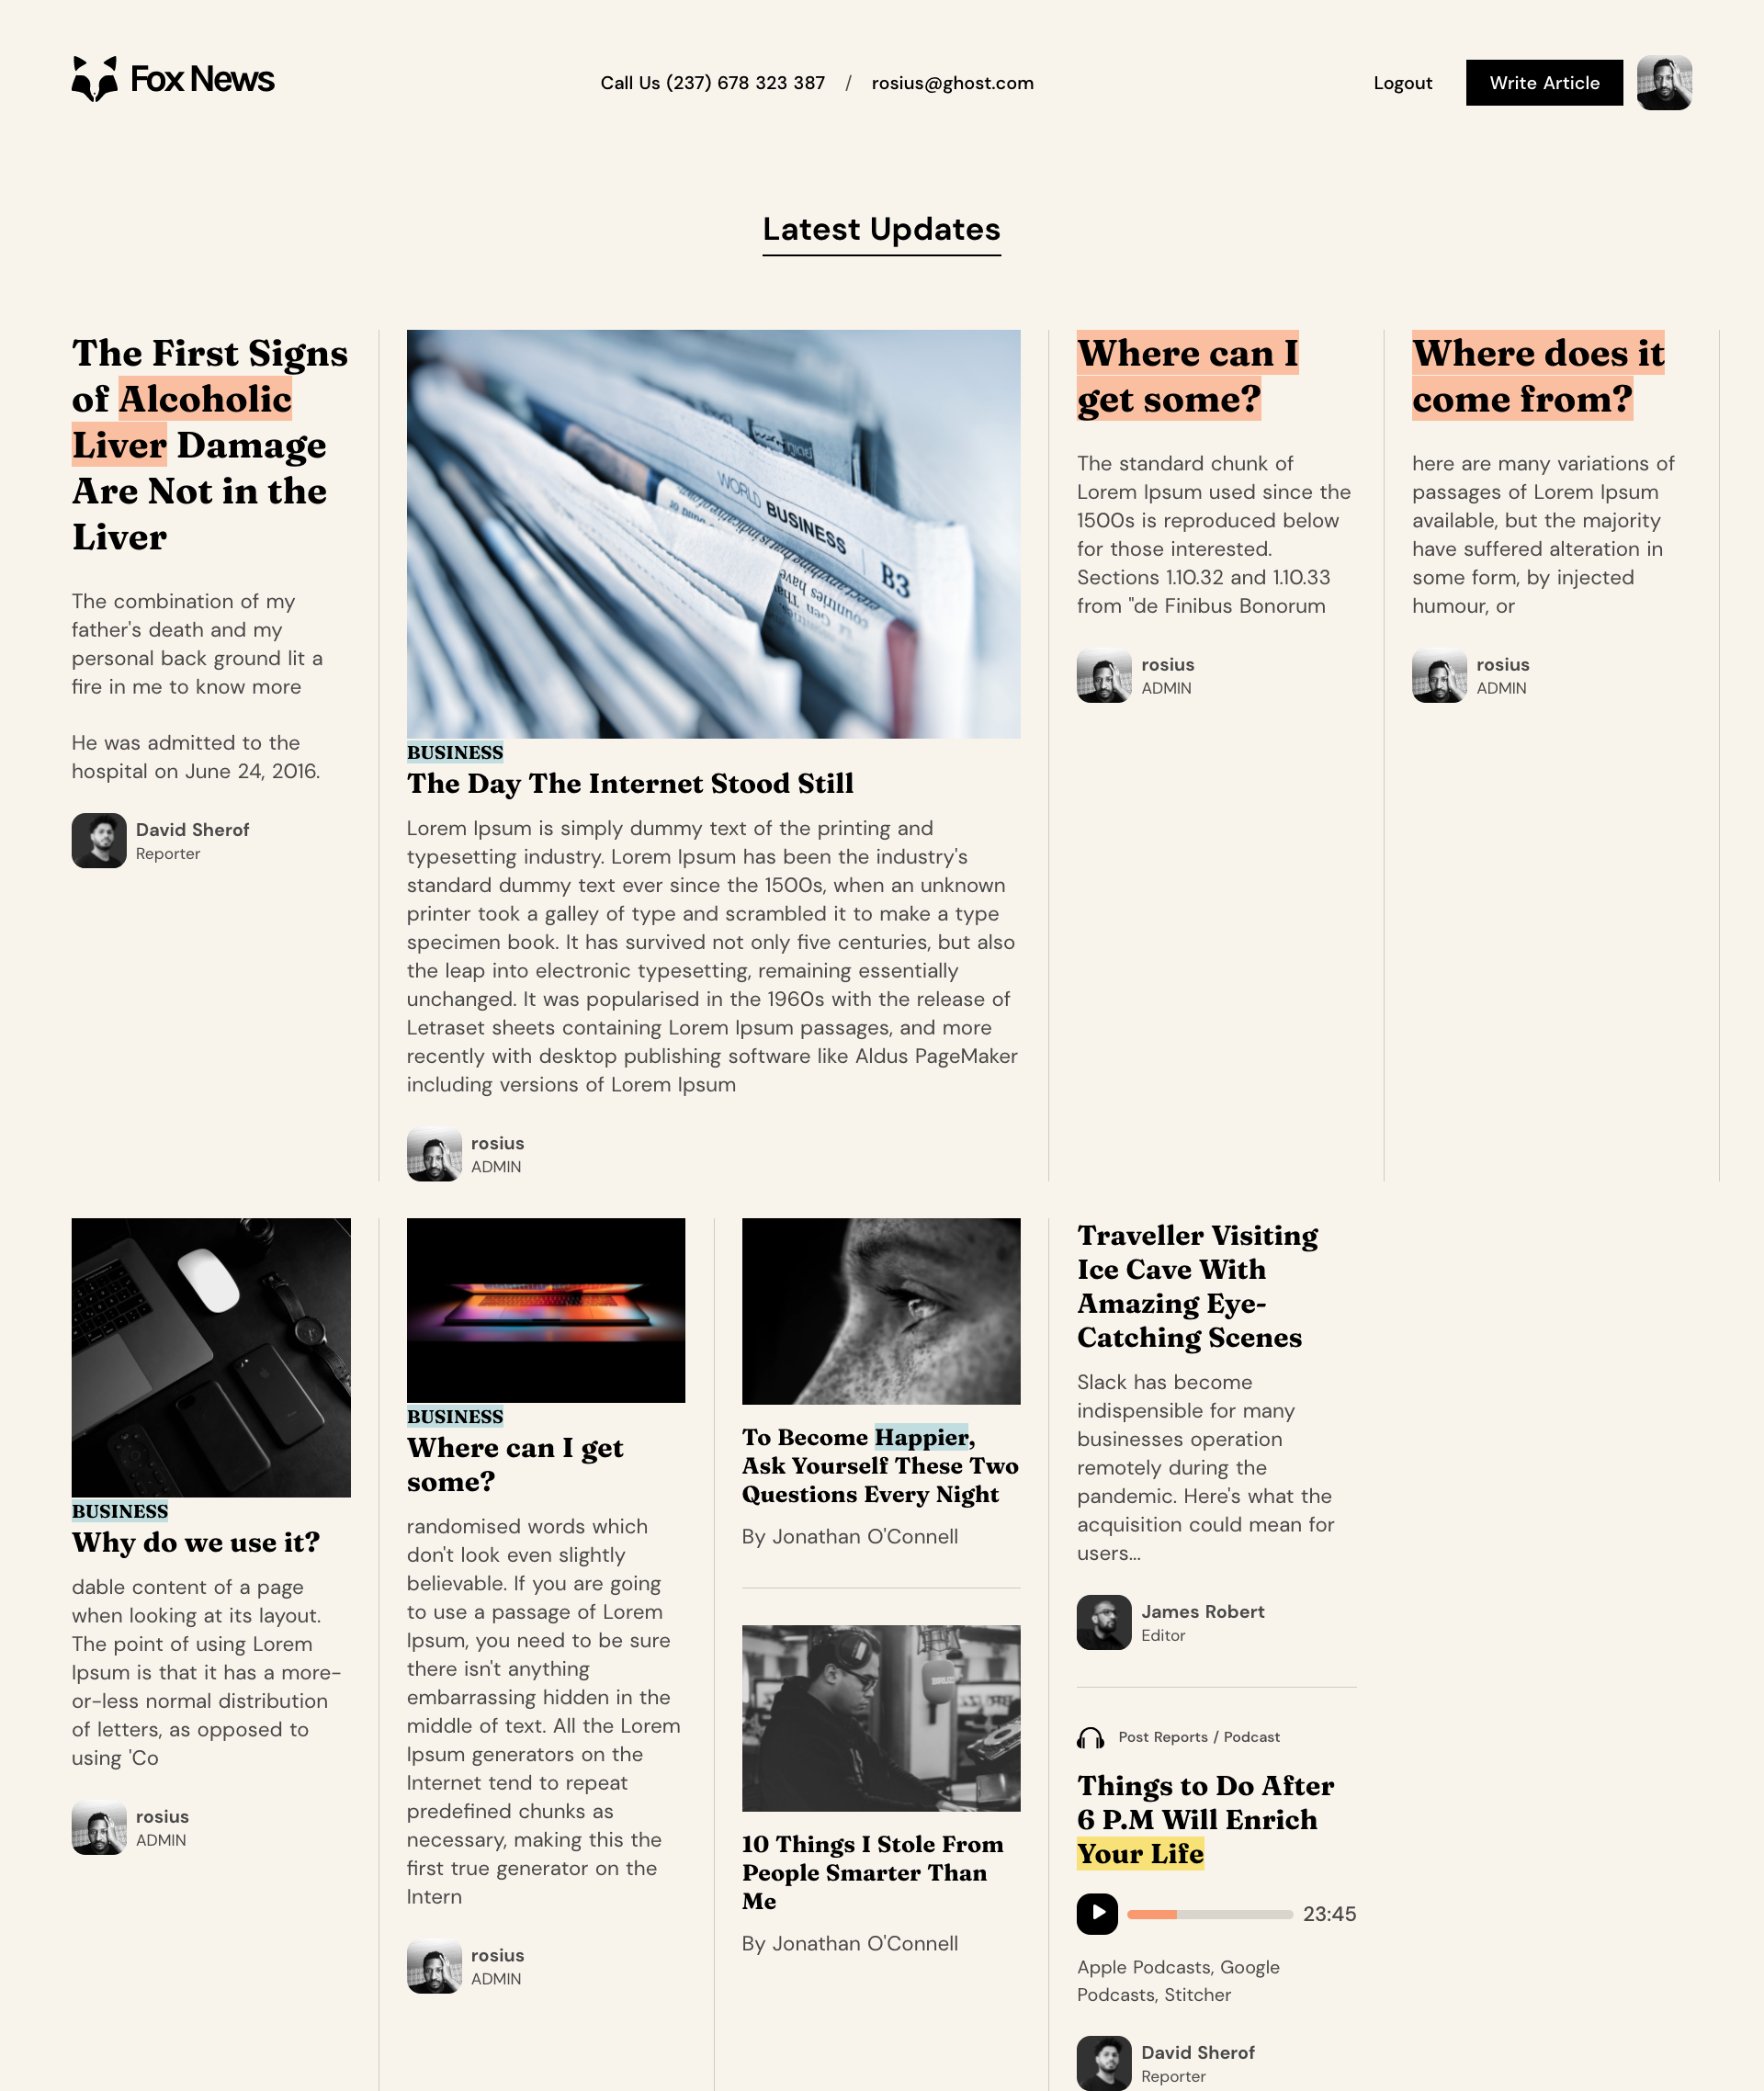 Fox News
Call Us (237) 678 323 387 / rosius@ghost.com
Logout
Write Article
Latest Updates
The First Signs
of Alcoholic
Liver Damage
Are Not in the
Liver
The combination of my
father's death and my
personal back ground lit a
fire in me to know more
He was admitted to the
hospital on June 24, 2016.
David Sherof
Reporter
WORLD BUSINESS
B3
BUSINESS
The Day The Internet Stood Still
Lorem Ipsum is simply dummy text of the printing and
typesetting industry. Lorem Ipsum has been the industry's
standard dummy text ever since the 1500s, when an unknown
printer took a galley of type and scrambled it to make a type
specimen book. It has survived not only five centuries, but also
the leap into electronic typesetting, remaining essentially
unchanged. It was popularised in the 1960s with the release of
Letraset sheets containing Lorem Ipsum passages, and more
recently with desktop publishing software like Aldus PageMaker
including versions of Lorem Ipsum
rosius
ADMIN
Where can I
get some?
The standard chunk of
Lorem Ipsum used since the
1500s is reproduced below
for those interested.
Sections 1.10.32 and 1.10.33
from "de Finibus Bonorum
rosius
ADMIN
Where does it
come from?
here are many variations of
passages of Lorem Ipsum
available, but the majority
have suffered alteration in
some form, by injected
humour, or
rosius
ADMIN
BUSINESS
Why do we use it?
dable content of a page
when looking at its layout.
The point of using Lorem
Ipsum is that it has a more-
or-less normal distribution
of letters, as opposed to
using 'Co
rosius
ADMIN
BUSINESS
Where can I get
some?
randomised words which
don't look even slightly
believable. If you are going
to use a passage of Lorem
Ipsum, you need to be sure
there isn't anything
embarrassing hidden in the
middle of text. All the Lorem
Ipsum generators on the
Internet tend to repeat
predefined chunks as
necessary, making this the
first true generator on the
Intern
rosius
ADMIN
To Become Happier,
Ask Yourself These Two
Questions Every Night
By Jonathan O'Connell
10 Things I Stole From
People Smarter Than
Me
By Jonathan O'Connell
Traveller Visiting
Ice Cave With
Amazing Eye-
Catching Scenes
Slack has become
indispensible for many
businesses operation
remotely during the
pandemic. Here's what the
acquisition could mean for
users...
James Robert
Editor
Post Reports / Podcast
Things to Do After
6 P.M Will Enrich
Your Life
23:45
Apple Podcasts, Google
Podcasts, Stitcher
David Sherof
Reporter